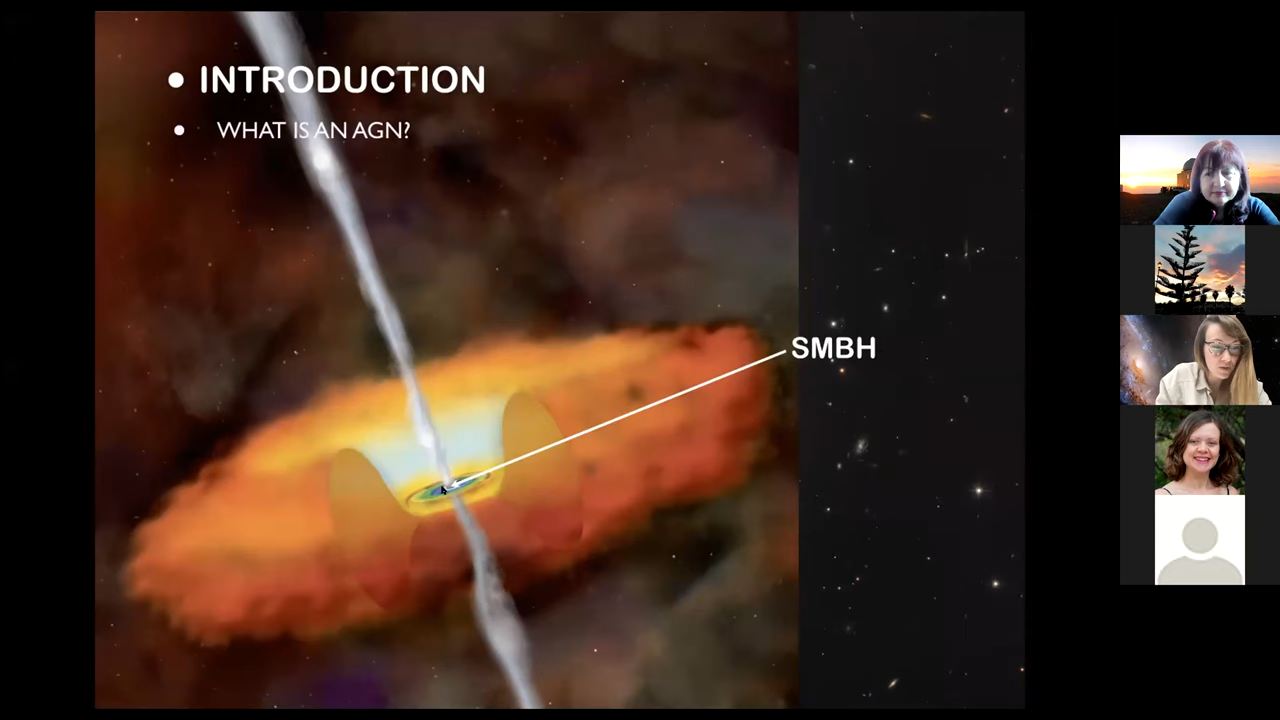 • INTRODUCTION
• WHAT IS AN AGN?
SMBH